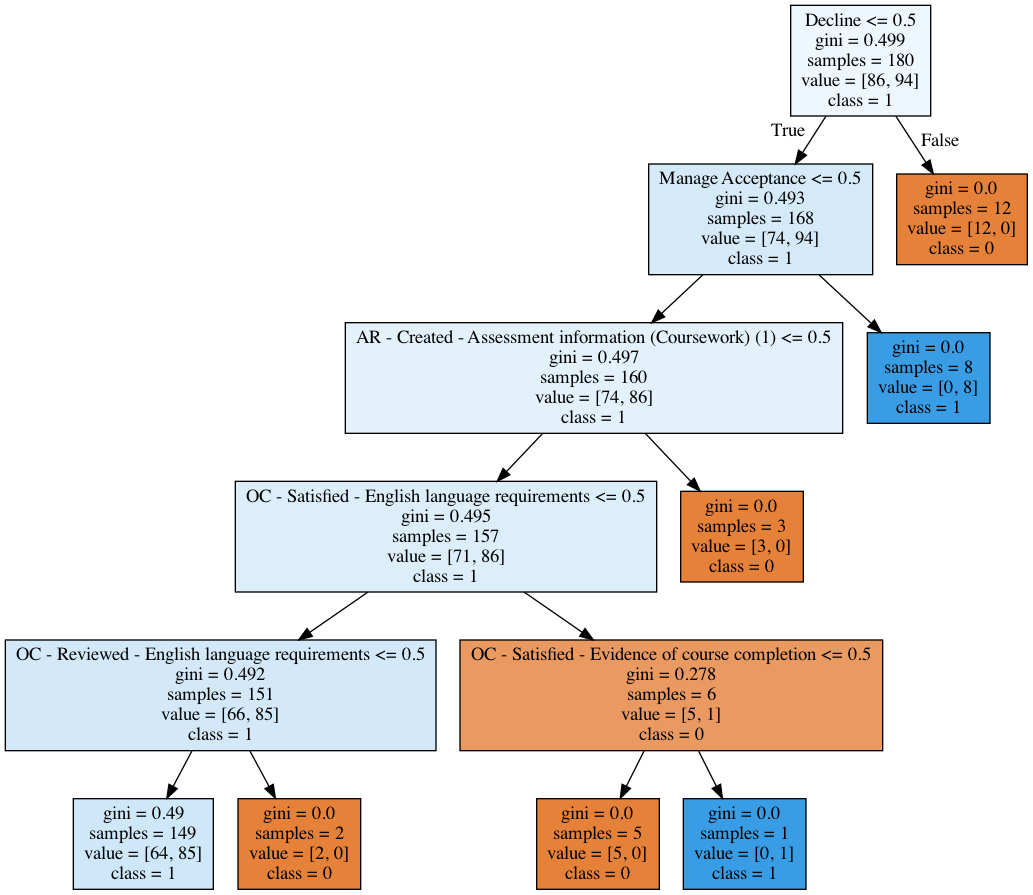 Decline <= 0.5
gini = 0.499
samples = 180
value = [86, 94]
class = 1
True
False
Manage Acceptance <= 0.5
gini = 0.493
samples = 168
value = [74, 94]
class = 1
gini = 0.0
samples = 12
value = [12, 0]
class = 0
AR - Created - Assessment information (Coursework) (1) <= 0.5
gini = 0.497
samples = 160
value = [74, 86]
class = 1
gini = 0.0
samples = 8
value = [0, 8]
class = 1
OC - Satisfied - English language requirements <= 0.5
gini = 0.495
samples = 157
value = [71, 86]
class = 1
gini = 0.0
samples = 3
value = [3, 0]
class = 0
OC - Reviewed - English language requirements <= 0.5
gini = 0.492
samples = 151
value = [66, 85]
class = 1
OC - Satisfied - Evidence of course completion <= 0.5
gini = 0.278
samples = 6
value = [5, 1]
class = 0
gini = 0.49
samples = 149
value = [64, 85]
class = 1
gini = 0.0
samples = 2
value = [2, 0]
class = 0
gini = 0.0
samples = 5
value = [5, 0]
class = 0
gini = 0.0
samples = 1
value = [0, 1]
class = 1